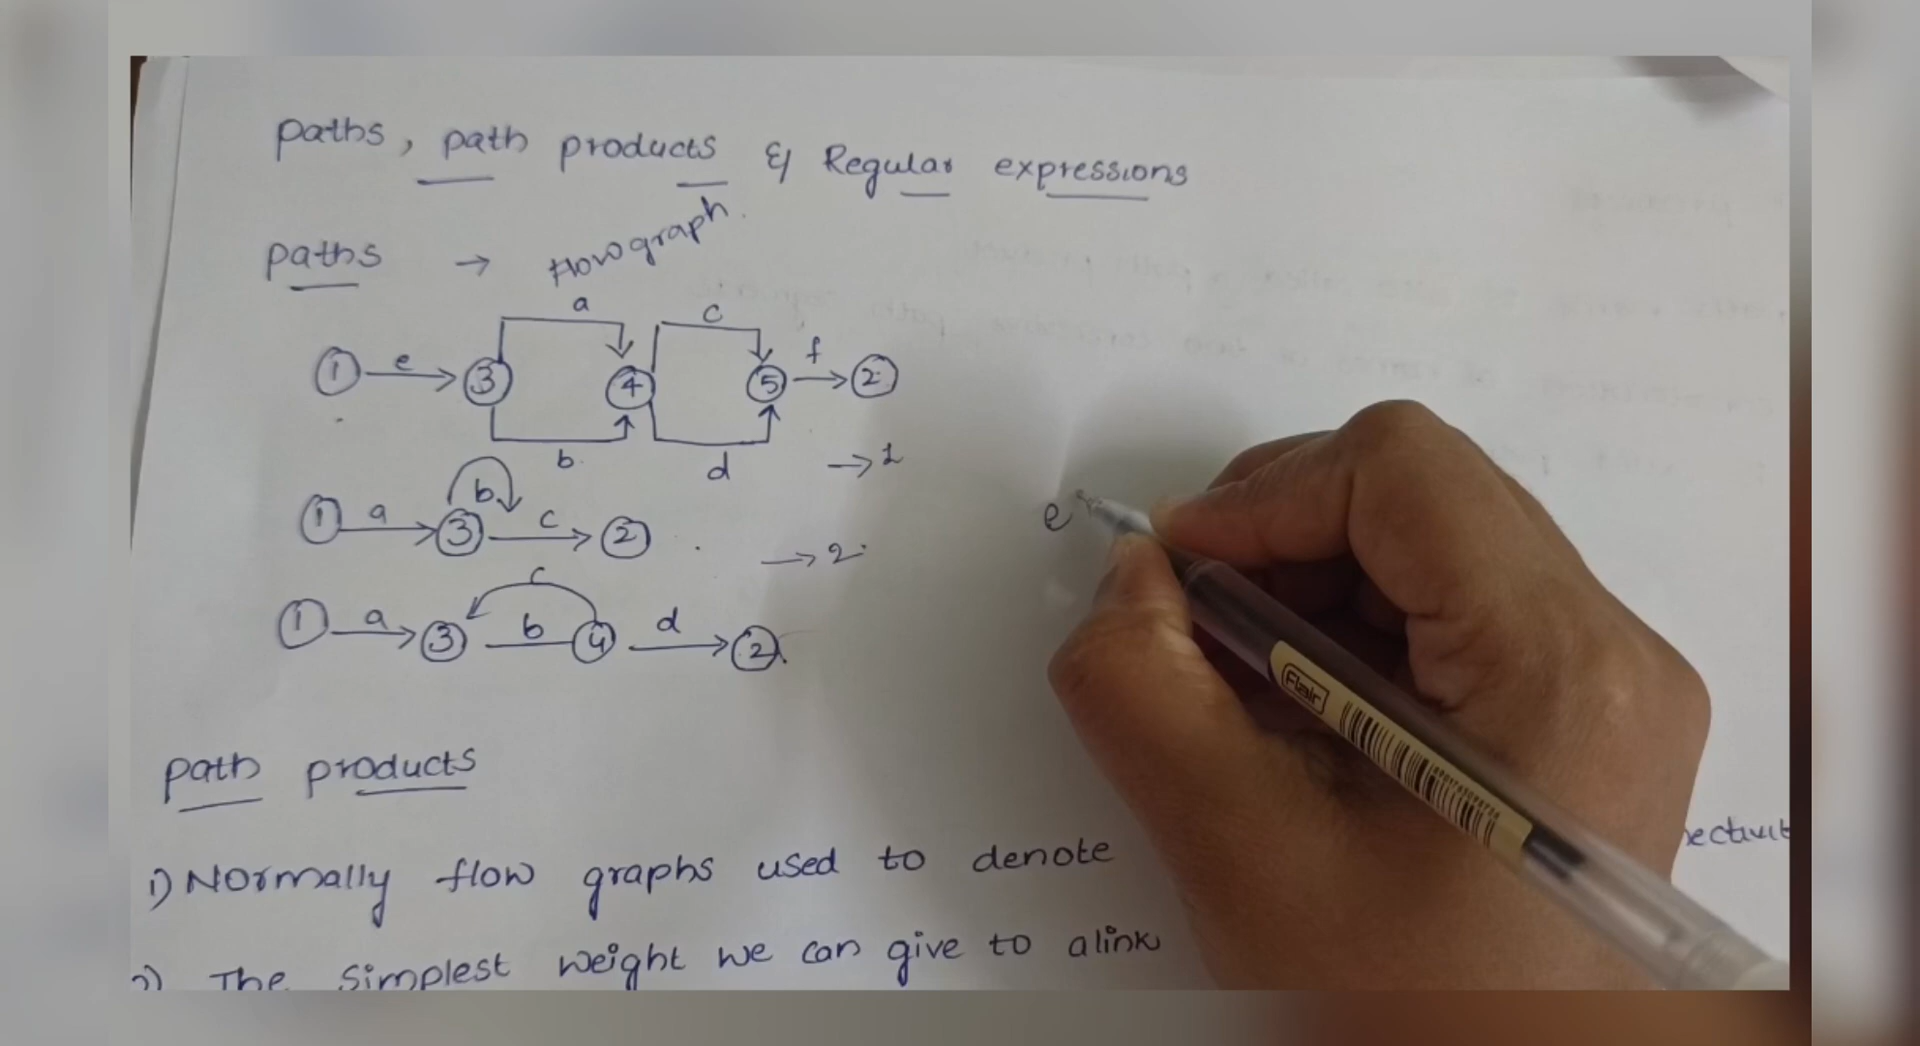 paths, path products & Regular expressions
paths → flowgraph.
a c
1 e 3 4 5 f 2
b d → 1
b
1 a 3 c 2 → 2
c
1 a 3 b 4 d 2
e
Flair
path products
1) Normally flow graphs used to denote
The simplest weight we can give to a link